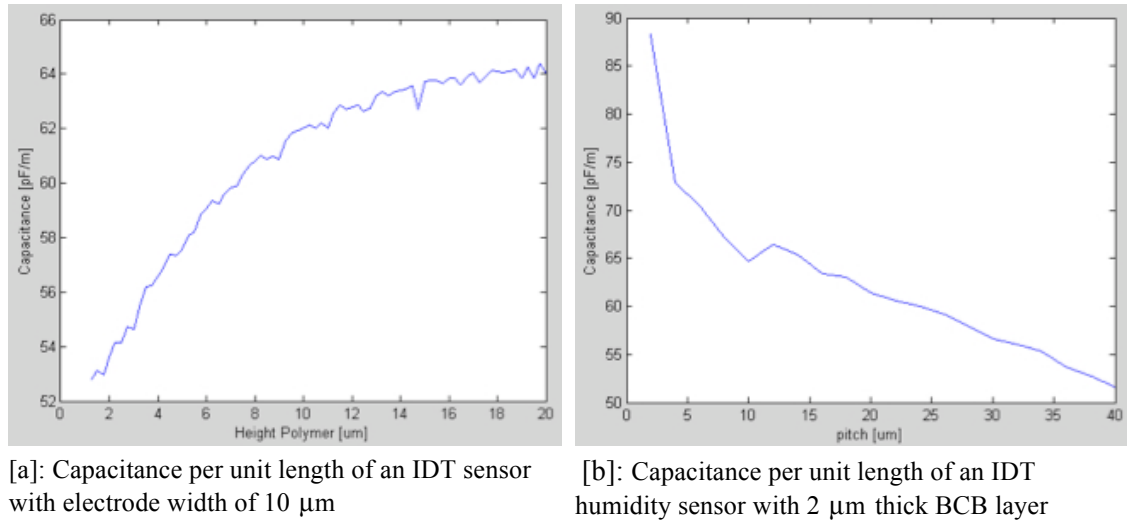 66
64
62
60
58
56
54
52
0 2 4 6 8 10 12 14 16 18 20
Capacitance [pF/m]
Height Polymer [um]
90
85
80
75
70
65
60
55
50
0 5 10 15 20 25 30 35 40
Capacitance [pF/m]
pitch [um]
[a]: Capacitance per unit length of an IDT sensor
with electrode width of 10 μm
[b]: Capacitance per unit length of an IDT
humidity sensor with 2 μm thick BCB layer